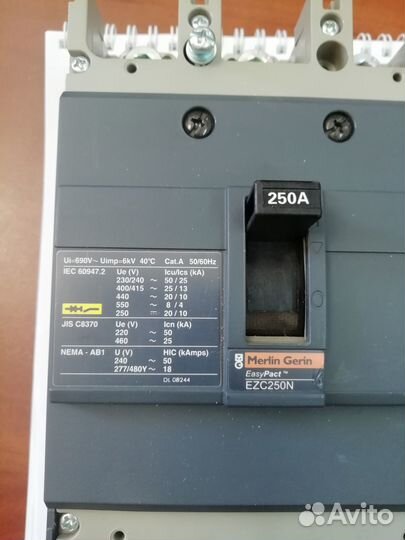 250A
Ui=690V~ Uimp=6kV 40°C Cat.A 50/60Hz
IEC 60947.2 Ue (V) Icu/Ics (kA)
230/240 ~ 50 / 25
400/415 ~ 25 / 13
440 ~ 20 / 10
550 ~ 8 / 4
250 ⎓ 20 / 10
JIS C8370 Ue (V) Icn (kA)
220 ~ 50
460 ~ 25
NEMA - AB1 U (V) HIC (kAmps)
240 ~ 50
277/480Y~ 18
DL 08244
Merlin Gerin
EasyPact™
EZC250N
Avito